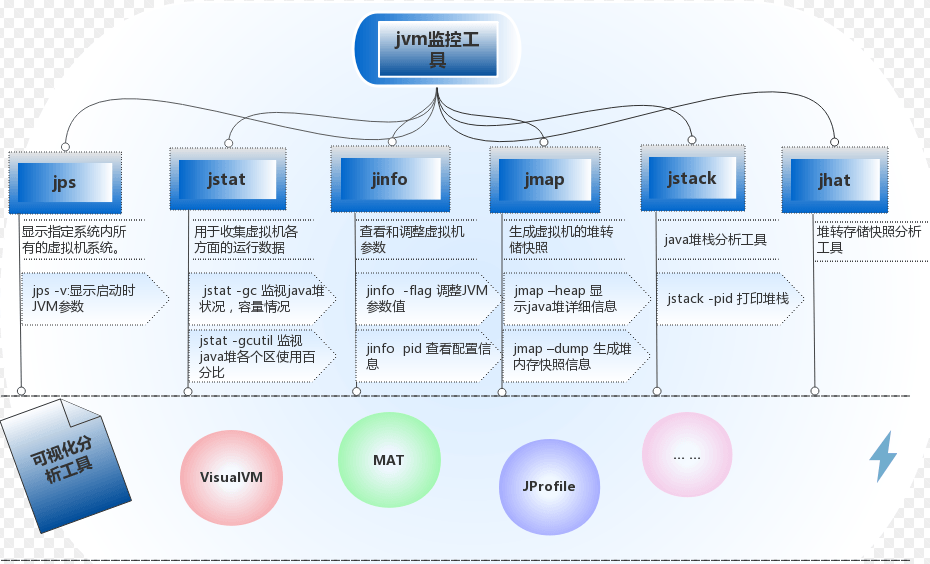 jvm监控工
具
jps
jstat
jinfo
jmap
jstack
jhat
显示指定系统内所
有的虚拟机系统。
用于收集虚拟机各
方面的运行数据
查看和调整虚拟机
参数
生成虚拟机的堆转
储快照
java堆栈分析工具
堆转存储快照分析
工具
jps -v:显示启动时
JVM参数
jstat -gc 监视java堆
状况，容量情况
jinfo -flag 调整JVM
参数值
jmap –heap 显
示java堆详细信息
jstack -pid 打印堆栈
jstat -gcutil 监视
java堆各个区使用百
分比
jinfo pid 查看配置信
息
jmap –dump 生成堆
内存快照信息
可视化分
析工具
VisualVM
MAT
JProfile
... ...